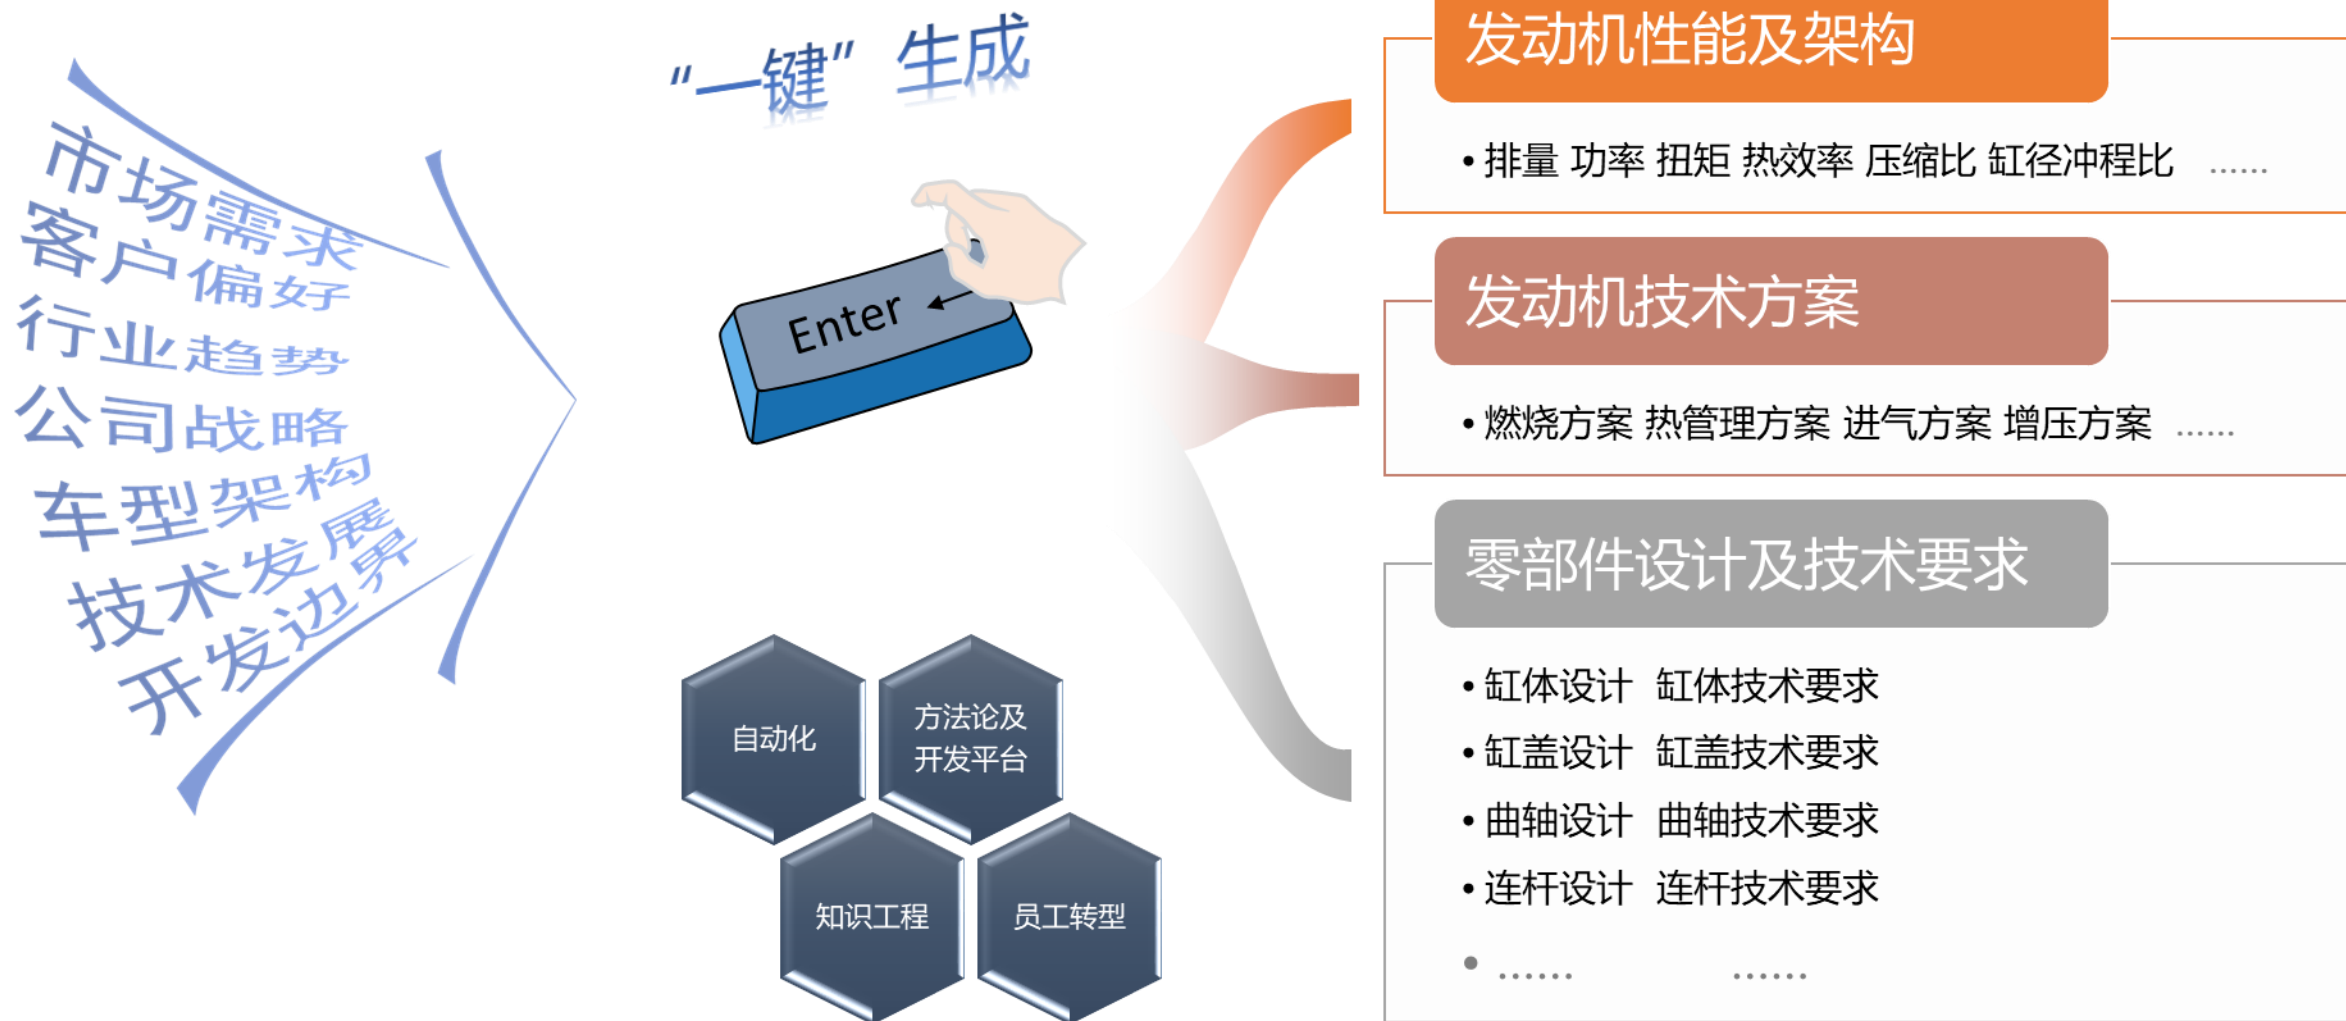 市场需求
客户偏好
行业趋势
公司战略
车型架构
技术发展
开发边界
“一键”生成
Enter
自动化
方法论及
开发平台
知识工程
员工转型
发动机性能及架构
• 排量 功率 扭矩 热效率 压缩比 缸径冲程比 ……
发动机技术方案
• 燃烧方案 热管理方案 进气方案 增压方案 ……
零部件设计及技术要求
• 缸体设计 缸体技术要求
• 缸盖设计 缸盖技术要求
• 曲轴设计 曲轴技术要求
• 连杆设计 连杆技术要求
• …… ……